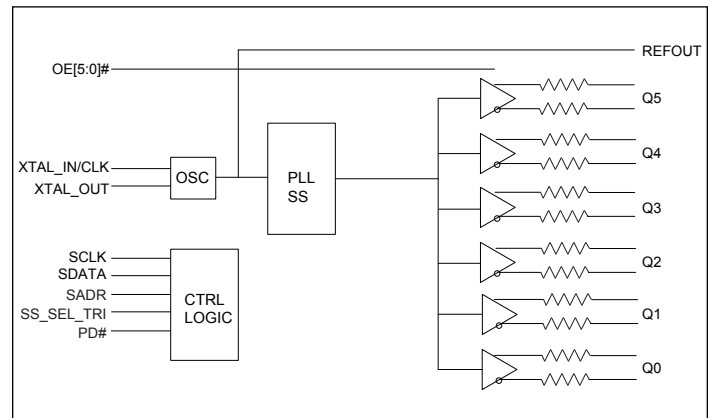 REFOUT
OE[5:0]#
Q5
XTAL_IN/CLK
XTAL_OUT
OSC
PLL
SS
Q4
Q3
SCLK
SDATA
SADR
SS_SEL_TRI
PD#
CTRL
LOGIC
Q2
Q1
Q0